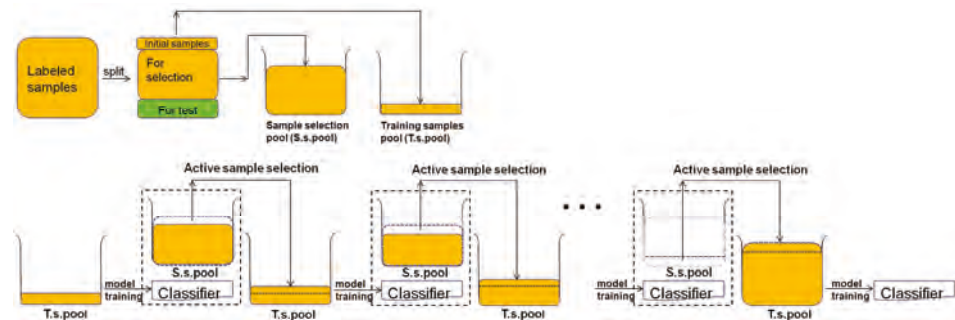 Initial samples
Labeled
samples
split
For
selection
For test
Sample selection
pool (S.s.pool)
Training samples
pool (T.s.pool)
Active sample selection
Active sample selection
Active sample selection
S.s.pool
S.s.pool
S.s.pool
model
training
Classifier
model
training
Classifier
model
training
Classifier
model
training
Classifier
T.s.pool
T.s.pool
T.s.pool
T.s.pool